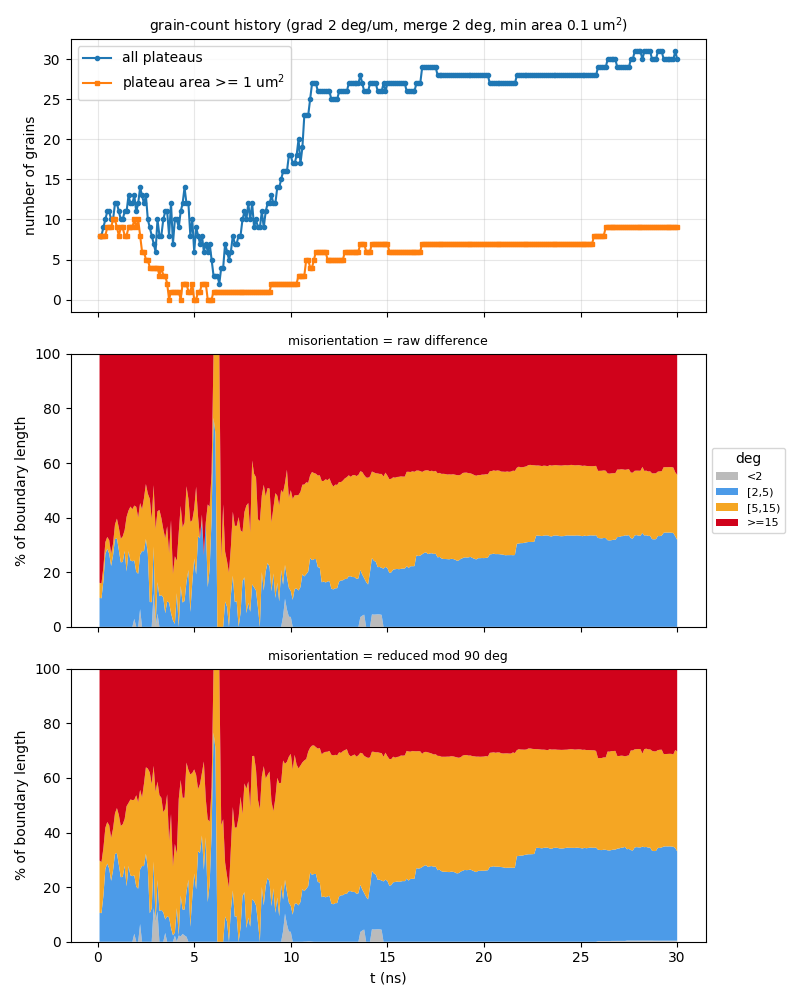 grain-count history (grad 2 deg/um, merge 2 deg, min area 0.1 um²)
all plateaus
plateau area >= 1 um²
number of grains
30
25
20
15
10
5
0
misorientation = raw difference
% of boundary length
100
80
60
40
20
0
deg
<2
[2,5)
[5,15)
>=15
misorientation = reduced mod 90 deg
% of boundary length
100
80
60
40
20
0
0 5 10 15 20 25 30
t (ns)